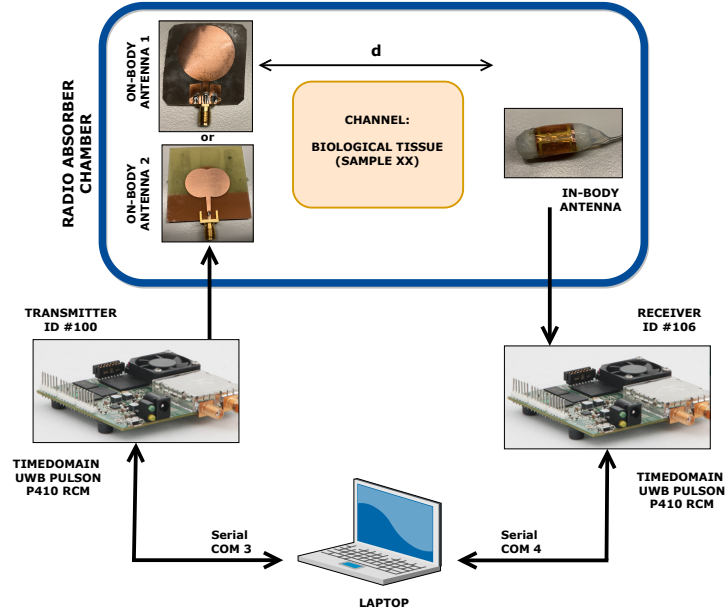 RADIO ABSORBER
CHAMBER
ON-BODY
ANTENNA 1
or
ON-BODY
ANTENNA 2
d
CHANNEL:
BIOLOGICAL TISSUE
(SAMPLE XX)
IN-BODY
ANTENNA
TRANSMITTER
ID #100
RECEIVER
ID #106
TIMEDOMAIN
UWB PULSON
P410 RCM
TIMEDOMAIN
UWB PULSON
P410 RCM
Serial
COM 3
Serial
COM 4
LAPTOP